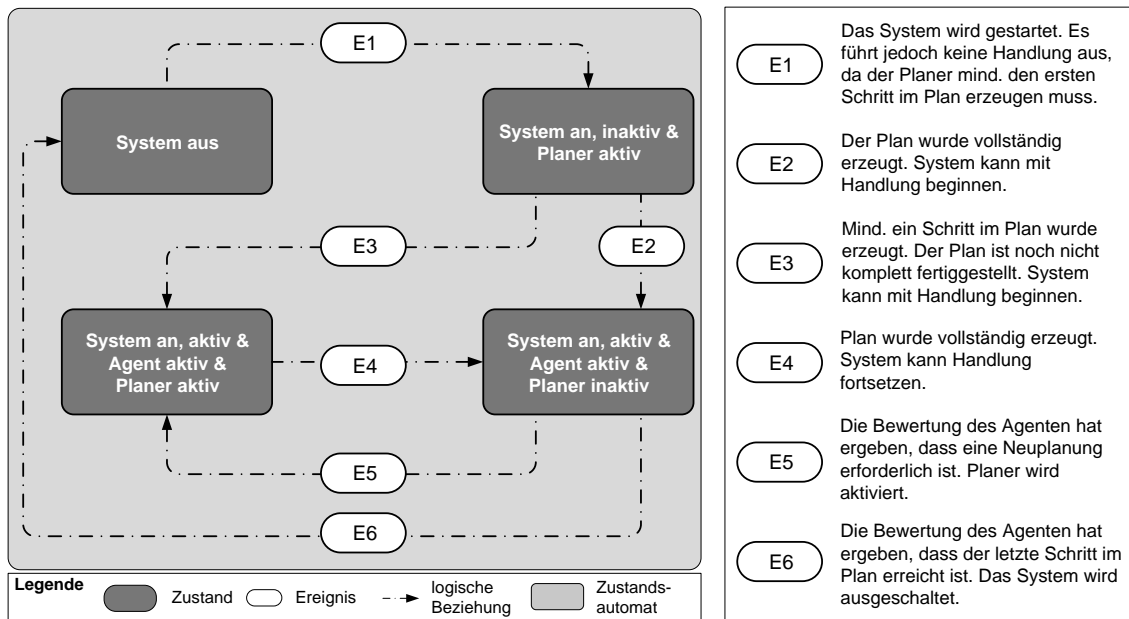 E1
System aus
System an, inaktiv &
Planer aktiv
E3
E2
System an, aktiv &
Agent aktiv &
Planer aktiv
E4
System an, aktiv &
Agent aktiv &
Planer inaktiv
E5
E6
Legende
Zustand
Ereignis
logische
Beziehung
Zustands-
automat
E1
Das System wird gestartet. Es
führt jedoch keine Handlung aus,
da der Planer mind. den ersten
Schritt im Plan erzeugen muss.
E2
Der Plan wurde vollständig
erzeugt. System kann mit
Handlung beginnen.
E3
Mind. ein Schritt im Plan wurde
erzeugt. Der Plan ist noch nicht
komplett fertiggestellt. System
kann mit Handlung beginnen.
E4
Plan wurde vollständig erzeugt.
System kann Handlung
fortsetzen.
E5
Die Bewertung des Agenten hat
ergeben, dass eine Neuplanung
erforderlich ist. Planer wird
aktiviert.
E6
Die Bewertung des Agenten hat
ergeben, dass der letzte Schritt im
Plan erreicht ist. Das System wird
ausgeschaltet.